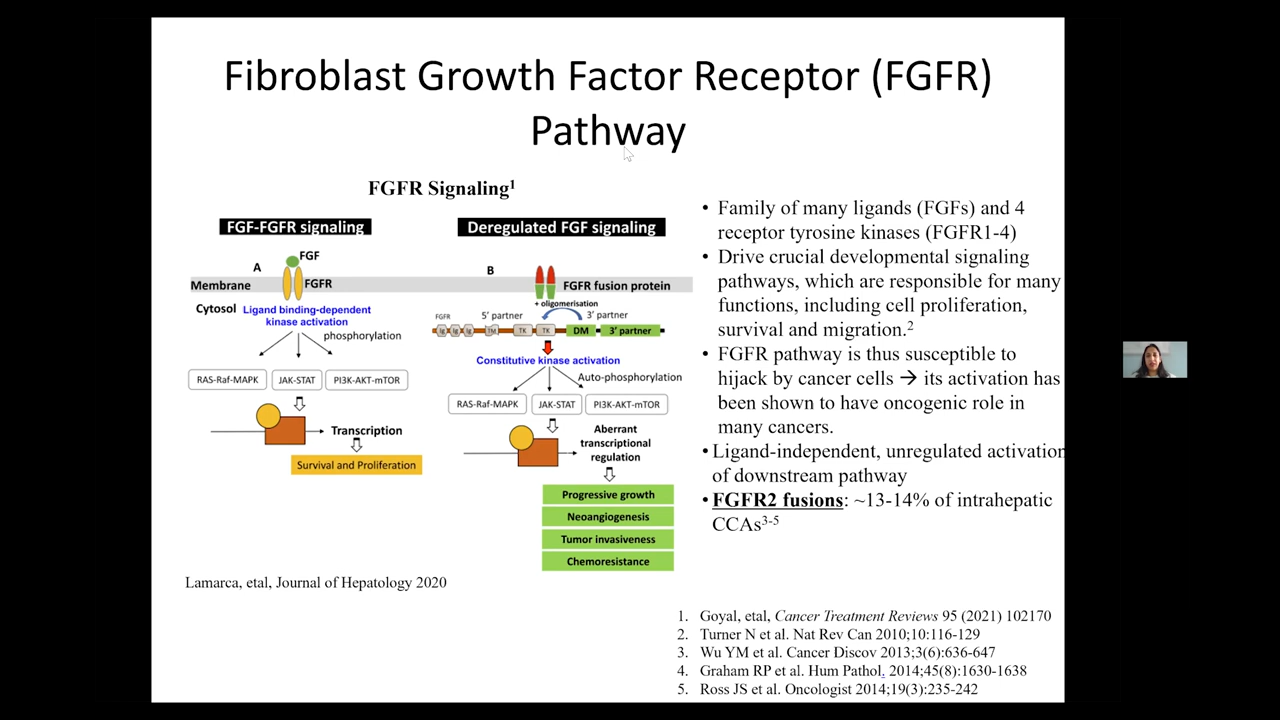 Fibroblast Growth Factor Receptor (FGFR)
Pathway
FGFR Signaling1
FGF-FGFR signaling
A
FGF
FGFR
Membrane
Cytosol
Ligand binding-dependent
kinase activation
phosphorylation
RAS-Raf-MAPK
JAK-STAT
PI3K-AKT-mTOR
Transcription
Survival and Proliferation
Deregulated FGF signaling
B
FGFR fusion protein
+ oligomerisation
FGFR
5' partner
3' partner
Ig Ig Ig TM TK TK DM 3' partner
Constitutive kinase activation
Auto-phosphorylation
RAS-Raf-MAPK
JAK-STAT
PI3K-AKT-mTOR
Aberrant
transcriptional
regulation
Progressive growth
Neoangiogenesis
Tumor invasiveness
Chemoresistance
Lamarca, etal, Journal of Hepatology 2020
• Family of many ligands (FGFs) and 4
receptor tyrosine kinases (FGFR1-4)
• Drive crucial developmental signaling
pathways, which are responsible for many
functions, including cell proliferation,
survival and migration.2
• FGFR pathway is thus susceptible to
hijack by cancer cells → its activation has
been shown to have oncogenic role in
many cancers.
• Ligand-independent, unregulated activation
of downstream pathway
• FGFR2 fusions: ~13-14% of intrahepatic
CCAs3-5
1. Goyal, etal, Cancer Treatment Reviews 95 (2021) 102170
2. Turner N et al. Nat Rev Can 2010;10:116-129
3. Wu YM et al. Cancer Discov 2013;3(6):636-647
4. Graham RP et al. Hum Pathol. 2014;45(8):1630-1638
5. Ross JS et al. Oncologist 2014;19(3):235-242